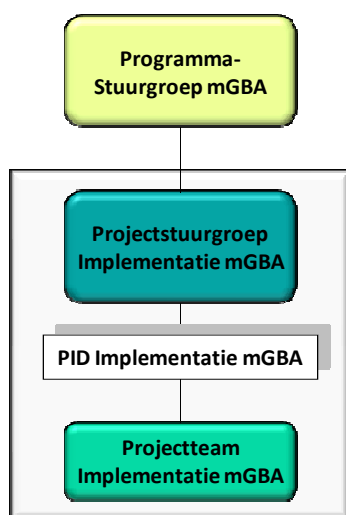 Programma-
Stuurgroep mGBA
Projectstuurgroep
Implementatie mGBA
PID Implementatie mGBA
Projectteam
Implementatie mGBA